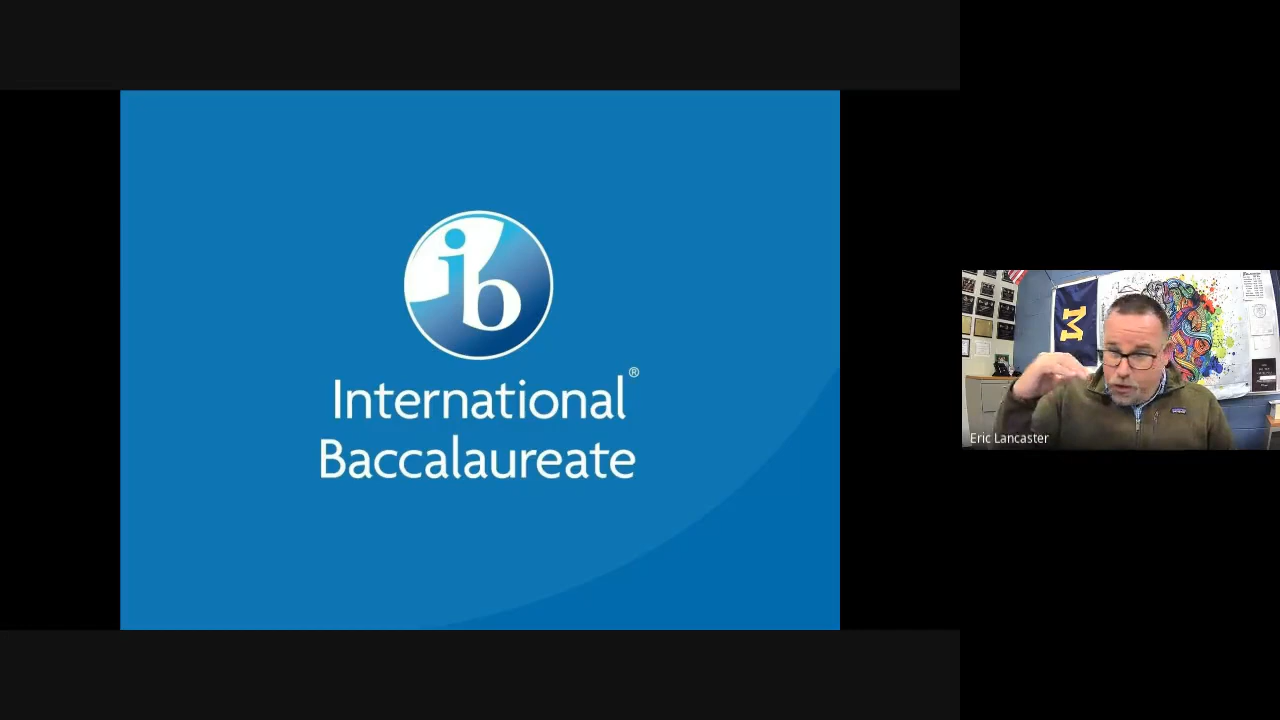 ib
International®
Baccalaureate
M
Eric Lancaster